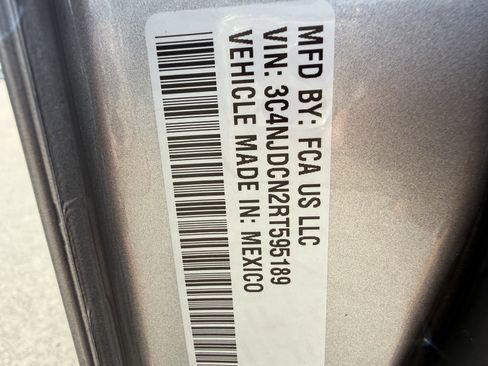 MFD BY: FCA US LLC
VIN: 3C4NJDCN2RT595189
VEHICLE MADE IN: MEXICO